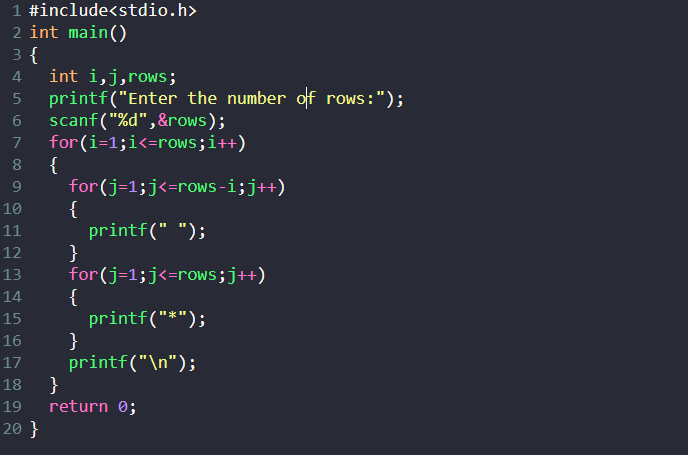 1 #include<stdio.h>
2 int main()
3 {
4   int i,j,rows;
5   printf("Enter the number of rows:");
6   scanf("%d",&rows);
7   for(i=1;i<=rows;i++)
8   {
9     for(j=1;j<=rows-i;j++)
10     {
11       printf(" ");
12     }
13     for(j=1;j<=rows;j++)
14     {
15       printf("*");
16     }
17     printf("\n");
18   }
19   return 0;
20 }